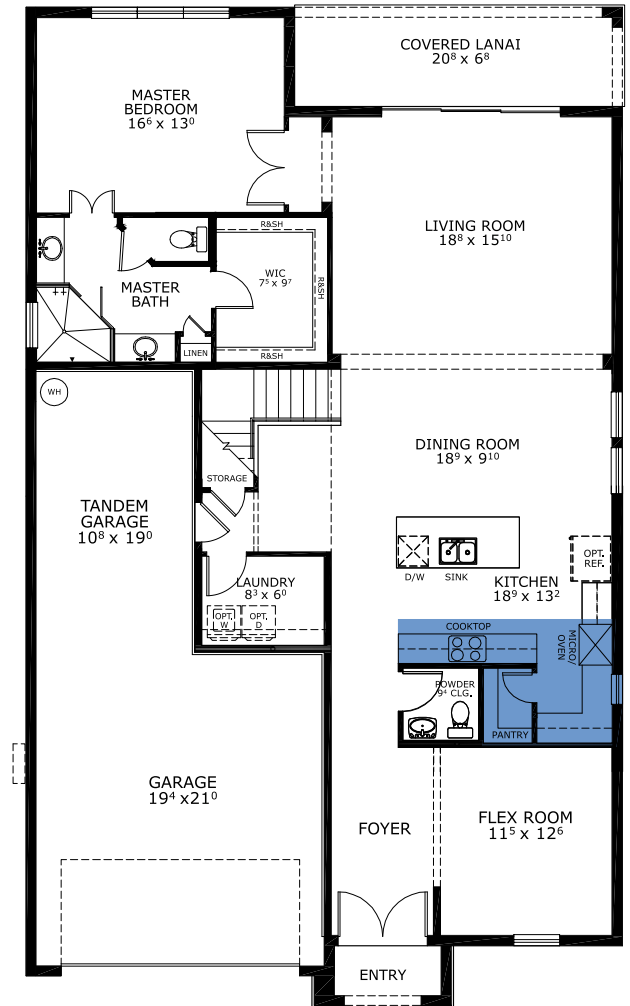 COVERED LANAI
20⁸ x 6⁸
MASTER
BEDROOM
16⁶ x 13⁰
LIVING ROOM
18⁸ x 15¹⁰
R&SH
WIC
7⁵ x 9⁷
R&SH
R&SH
MASTER
BATH
LINEN
WH
DINING ROOM
18⁹ x 9¹⁰
STORAGE
TANDEM
GARAGE
10⁸ x 19⁰
D/W
SINK
OPT.
REF.
KITCHEN
18⁹ x 13²
LAUNDRY
8³ x 6⁰
OPT.
W
OPT.
D
COOKTOP
MICRO/
OVEN
POWDER
9⁴ CLG.
PANTRY
GARAGE
19⁴ x21⁰
FOYER
FLEX ROOM
11⁵ x 12⁶
ENTRY